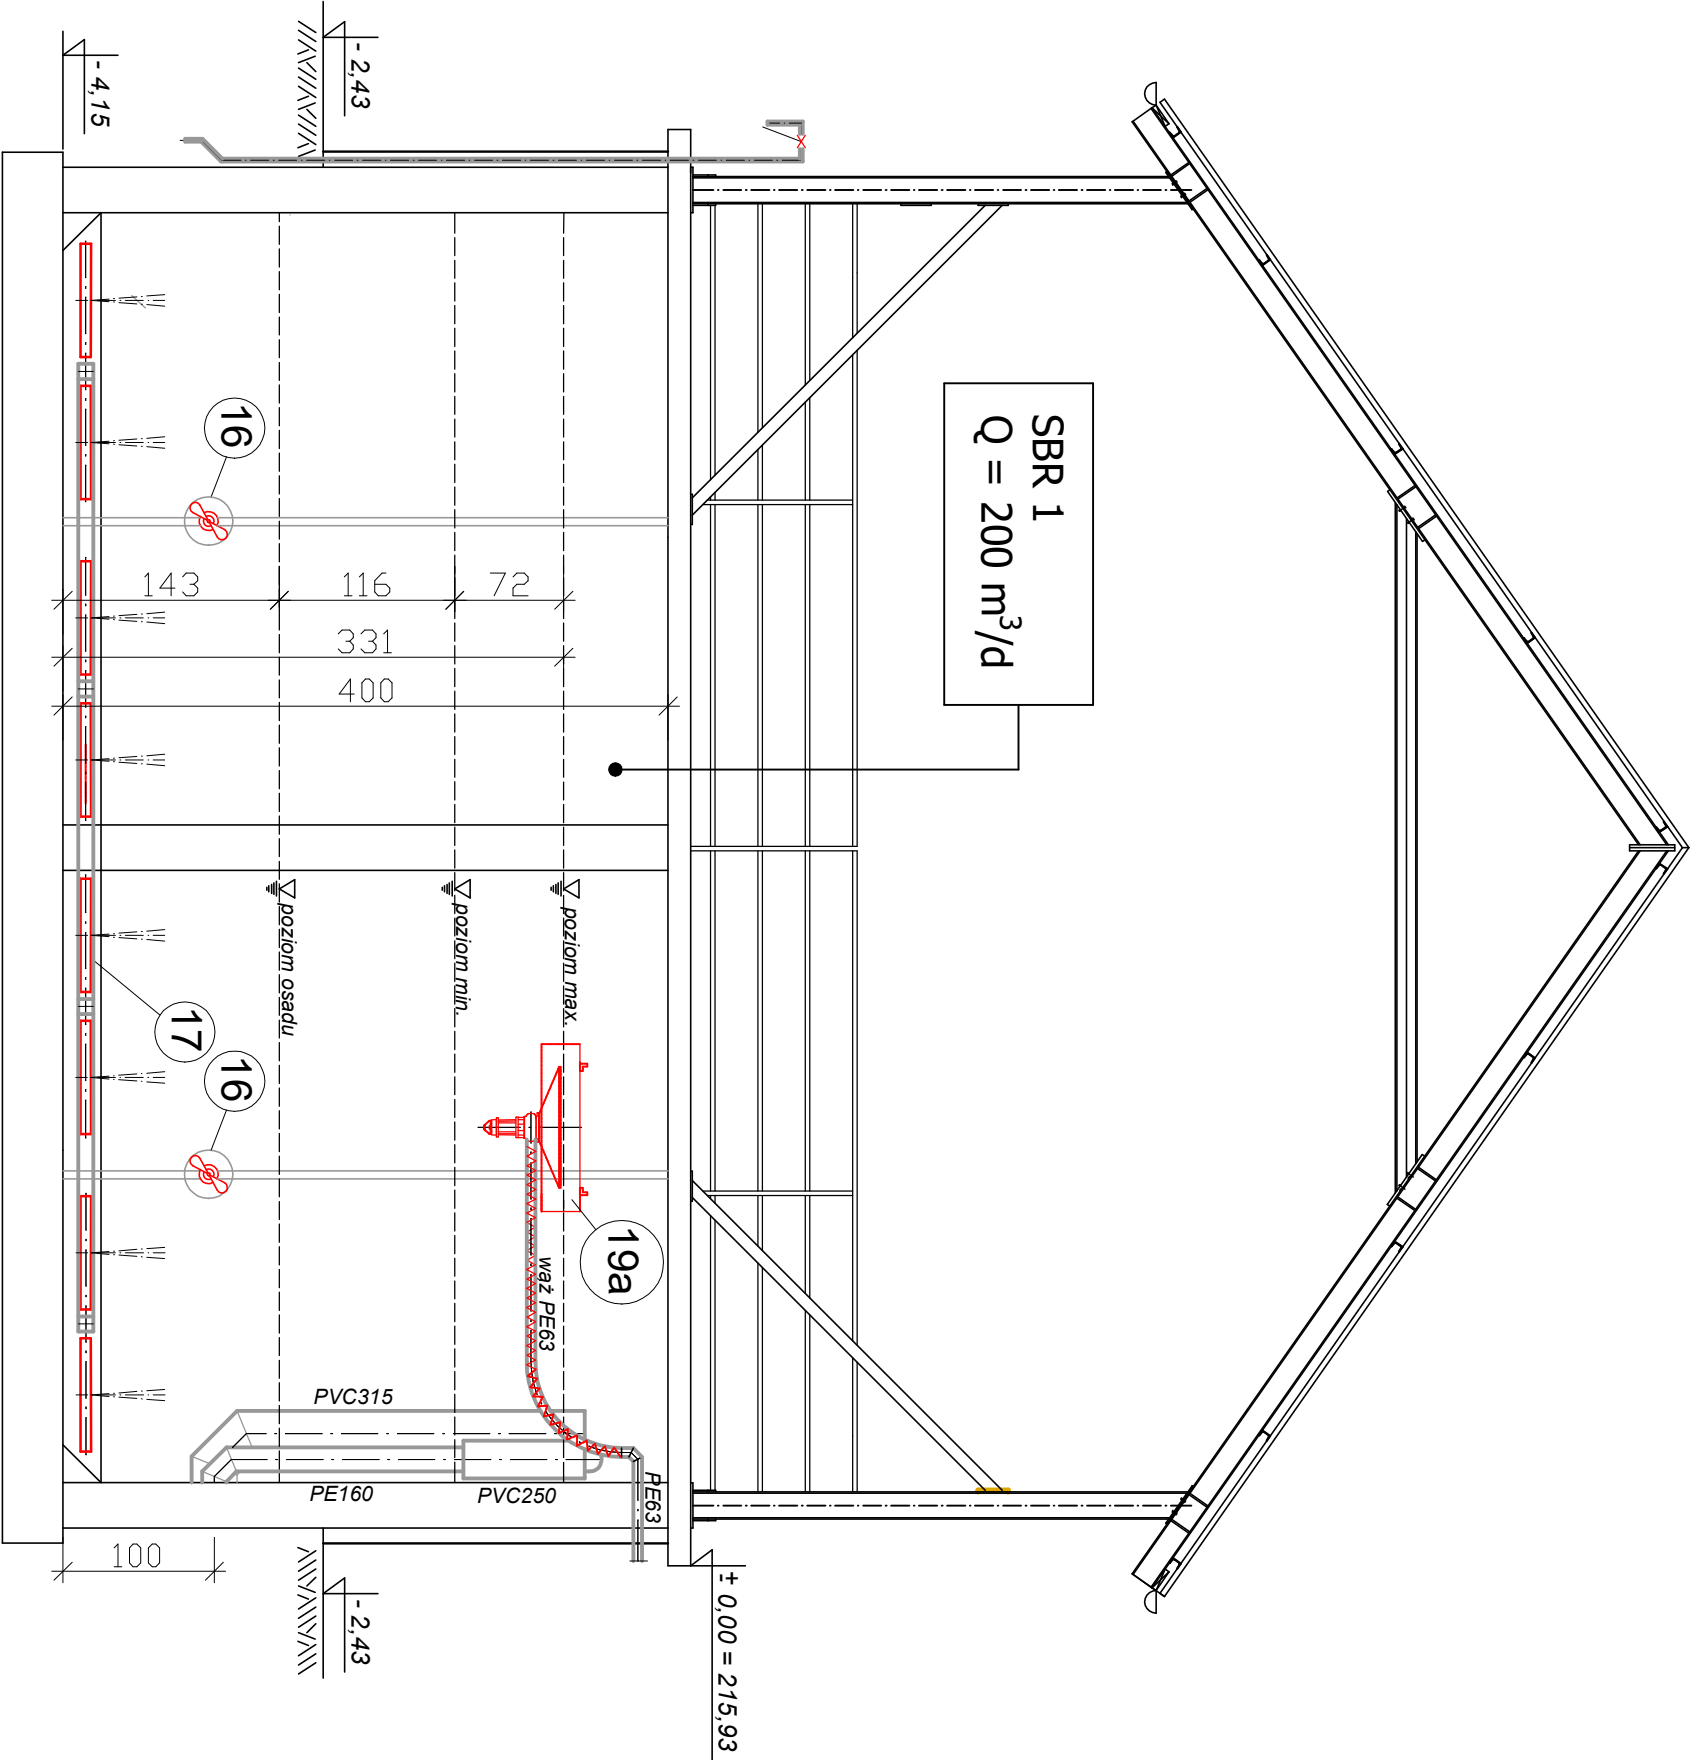 SBR 1
Q = 200 m³/d
± 0,00 = 215,93
- 2,43
- 2,43
- 4,15
16
16
17
19a
143
116
72
331
400
100
poziom max.
poziom min.
poziom osadu
wąż PE63
PE63
PVC315
PE160
PVC250